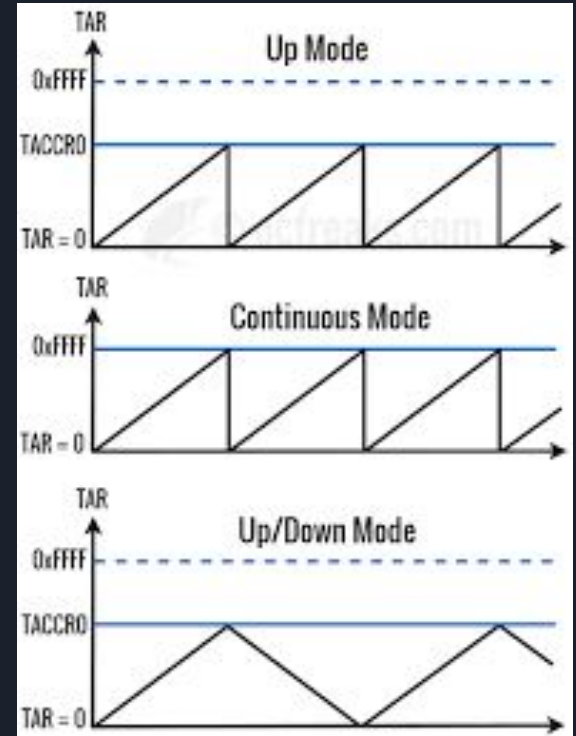 TAR
Up Mode
0xFFFF
TACCR0
TAR = 0
TAR
Continuous Mode
0xFFFF
TAR = 0
TAR
Up/Down Mode
0xFFFF
TACCR0
TAR = 0